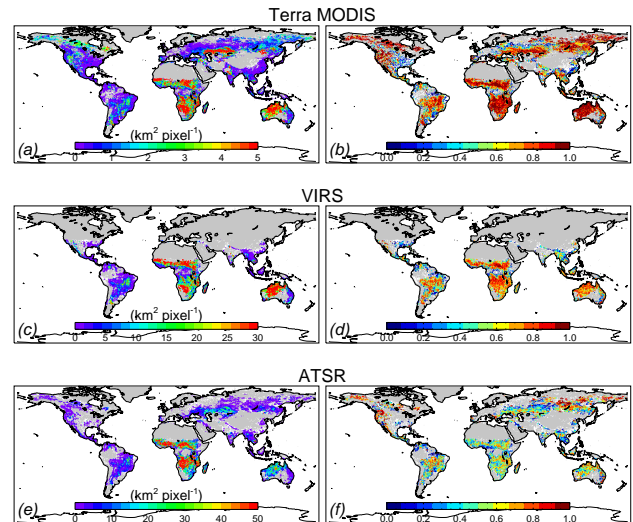 Terra MODIS
(a) (km² pixel⁻¹)
0 1 2 3 4 5
(b)
0.0 0.2 0.4 0.6 0.8 1.0
VIRS
(c) (km² pixel⁻¹)
0 5 10 15 20 25 30
(d)
0.0 0.2 0.4 0.6 0.8 1.0
ATSR
(e) (km² pixel⁻¹)
0 10 20 30 40 50
(f)
0.0 0.2 0.4 0.6 0.8 1.0